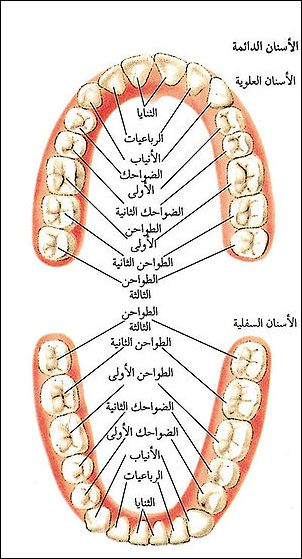 الأسنان الدائمة
الأسنان العلوية
الثنايا
الرباعيات
الأنياب
الضواحك
الأولى
الضواحك الثانية
الطواحن
الأولى
الطواحن الثانية
الطواحن
الثالثة
الأسنان السفلية
الطواحن
الثالثة
الطواحن الثانية
الطواحن الأولى
الضواحك الثانية
الضواحك الأولى
الأنياب
الرباعيات
الثنايا